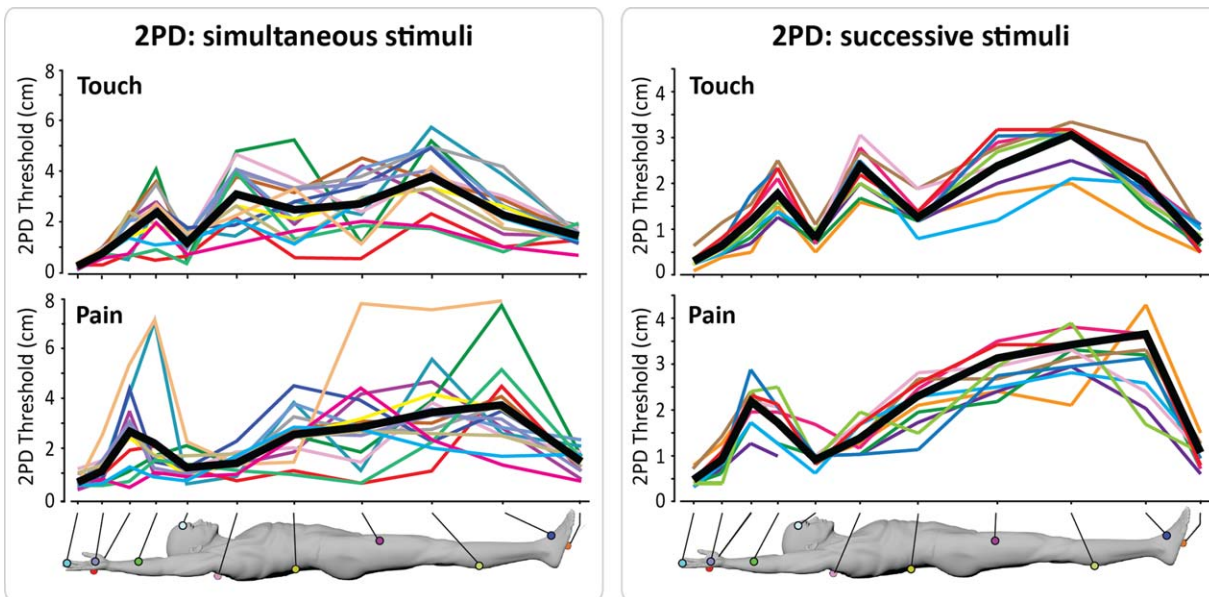 2PD: simultaneous stimuli
2PD Threshold (cm)
8
6
4
2
0
Touch
2PD Threshold (cm)
8
6
4
2
0
Pain
2PD: successive stimuli
2PD Threshold (cm)
4
3
2
1
0
Touch
2PD Threshold (cm)
4
3
2
1
0
Pain